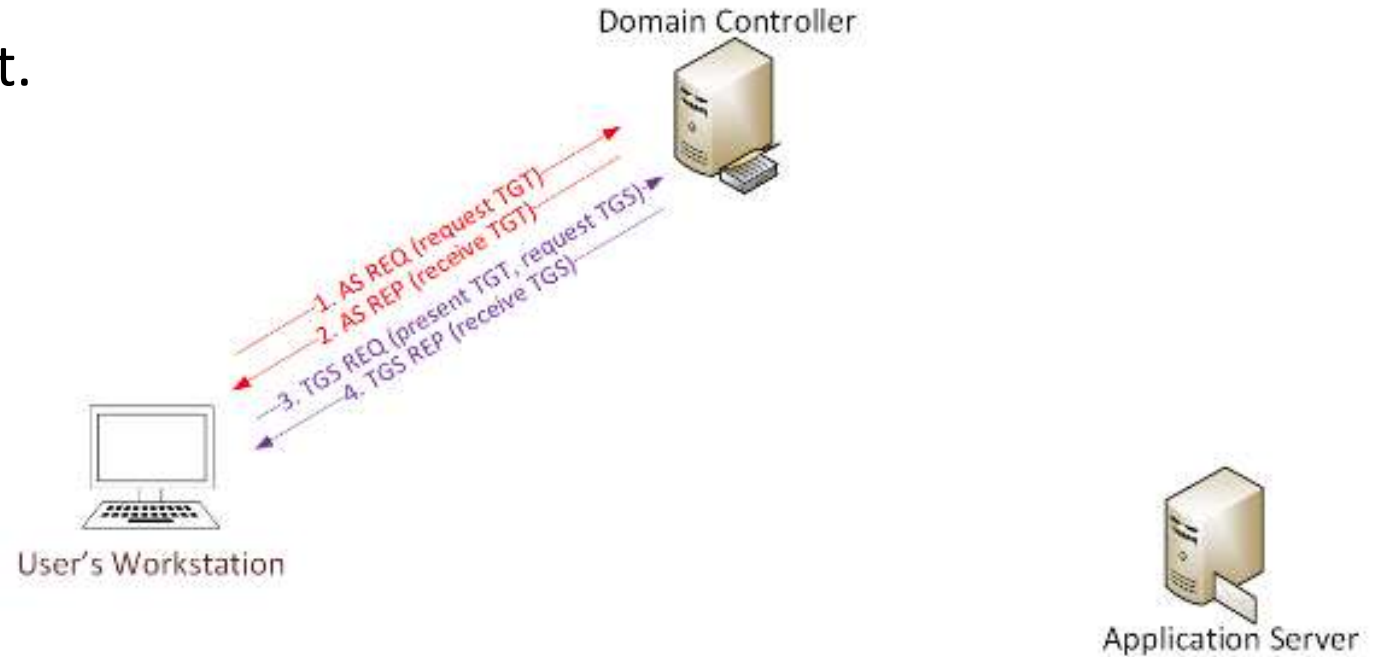 Domain Controller
t.
1. AS REQ (request TGT)
2. AS REP (receive TGT)
3. TGS REQ (present TGT, request TGS)
4. TGS REP (receive TGS)
User's Workstation
Application Server